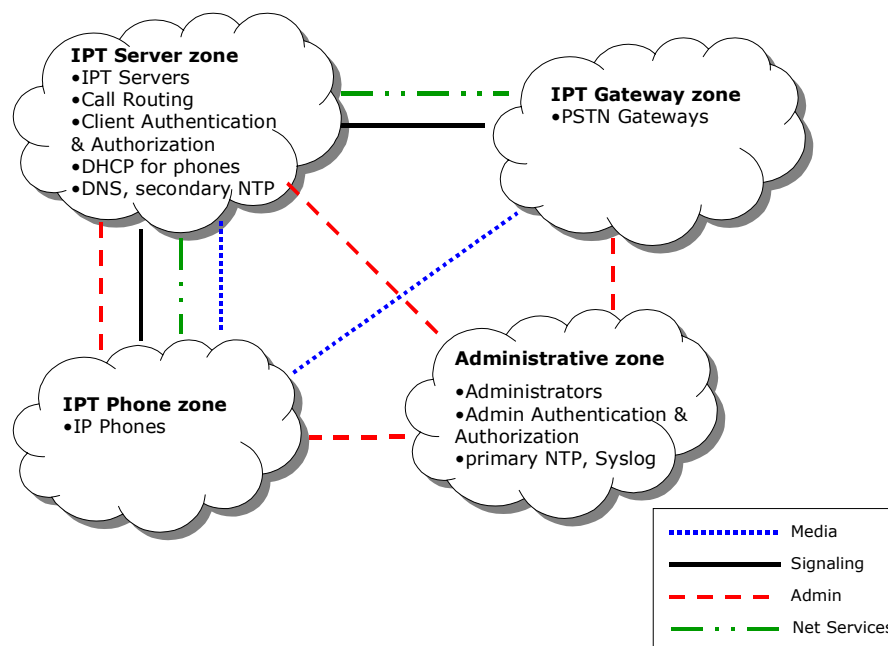 IPT Server zone
•IPT Servers
•Call Routing
•Client Authentication
& Authorization
•DHCP for phones
•DNS, secondary NTP
IPT Gateway zone
•PSTN Gateways
IPT Phone zone
•IP Phones
Administrative zone
•Administrators
•Admin Authentication &
Authorization
•primary NTP, Syslog
Media
Signaling
Admin
Net Services